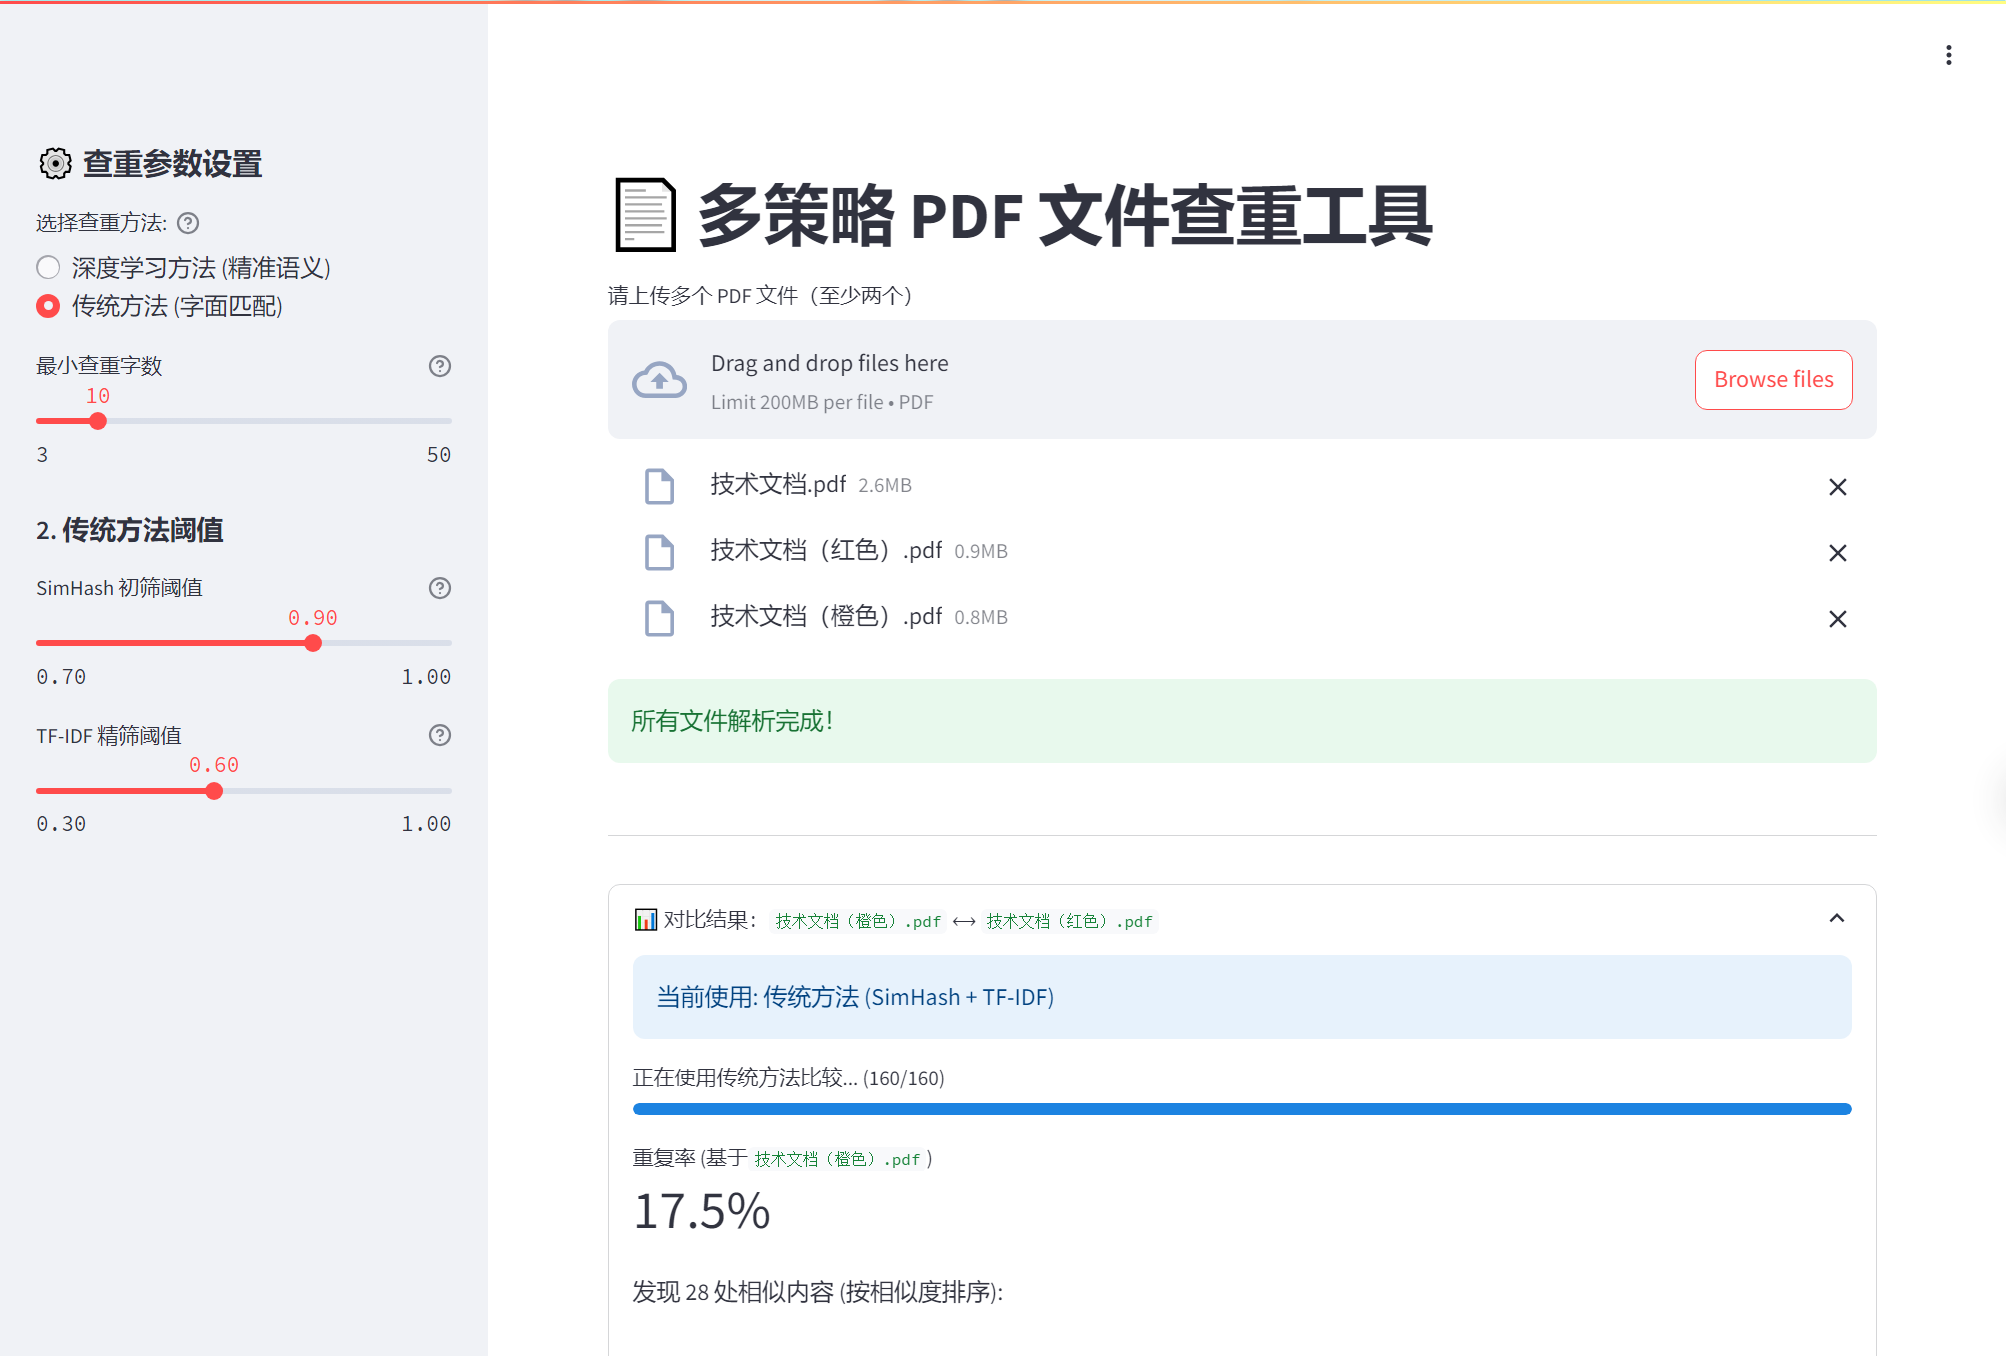 查重参数设置
选择查重方法:
深度学习方法 (精准语义)
传统方法 (字面匹配)
最小查重字数
10
3 50
2. 传统方法阈值
SimHash 初筛阈值
0.90
0.70 1.00
TF-IDF 精筛阈值
0.60
0.30 1.00
多策略 PDF 文件查重工具
请上传多个 PDF 文件（至少两个）
Drag and drop files here
Limit 200MB per file • PDF
Browse files
技术文档.pdf 2.6MB
技术文档（红色）.pdf 0.9MB
技术文档（橙色）.pdf 0.8MB
所有文件解析完成！
对比结果： 技术文档（橙色）.pdf ↔ 技术文档（红色）.pdf
当前使用: 传统方法 (SimHash + TF-IDF)
正在使用传统方法比较... (160/160)
重复率 (基于 技术文档（橙色）.pdf )
17.5%
发现 28 处相似内容 (按相似度排序):